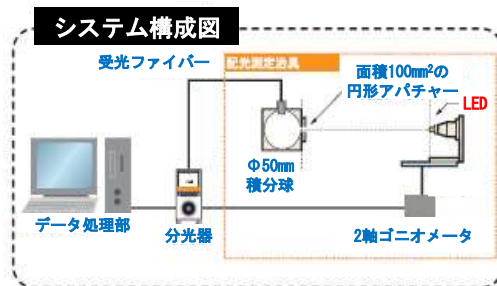 システム構成図
受光ファイバー
配光測定治具
面積100mm²の
円形アパチャー
LED
Φ50mm
積分球
データ処理部
分光器
2軸ゴニオメータ